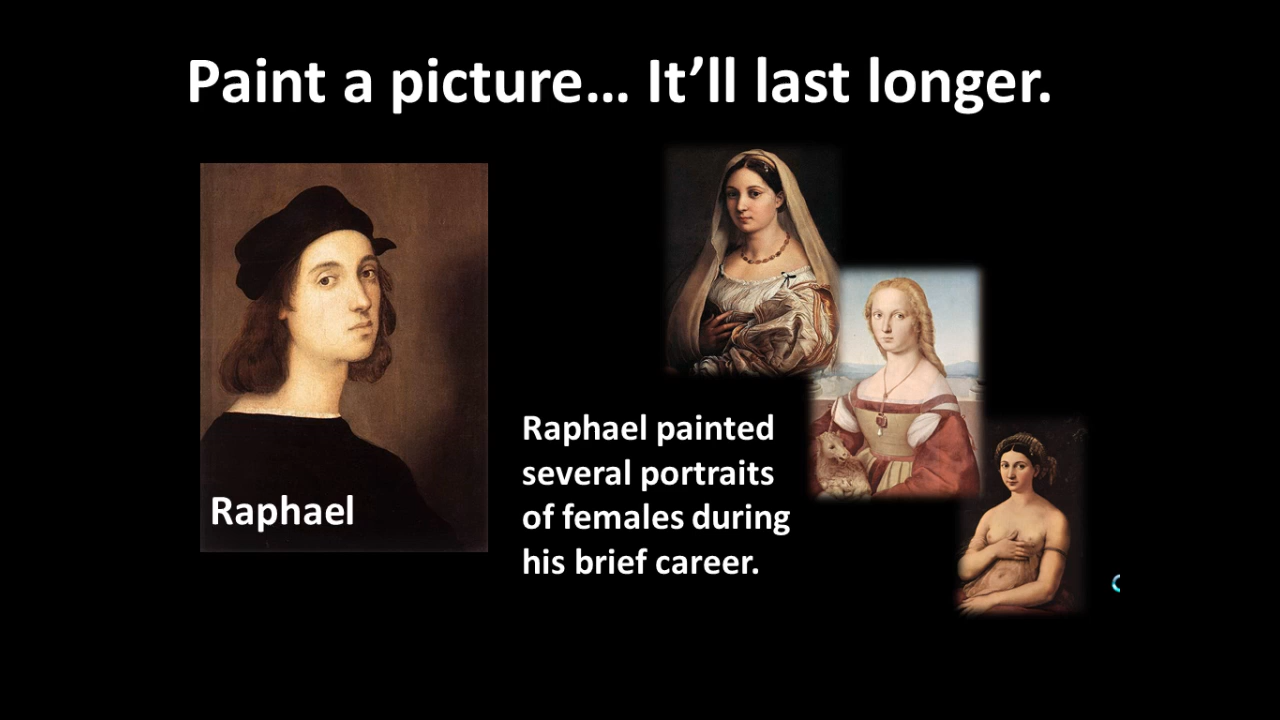 Paint a picture… It’ll last longer.
Raphael
Raphael painted
several portraits
of females during
his brief career.